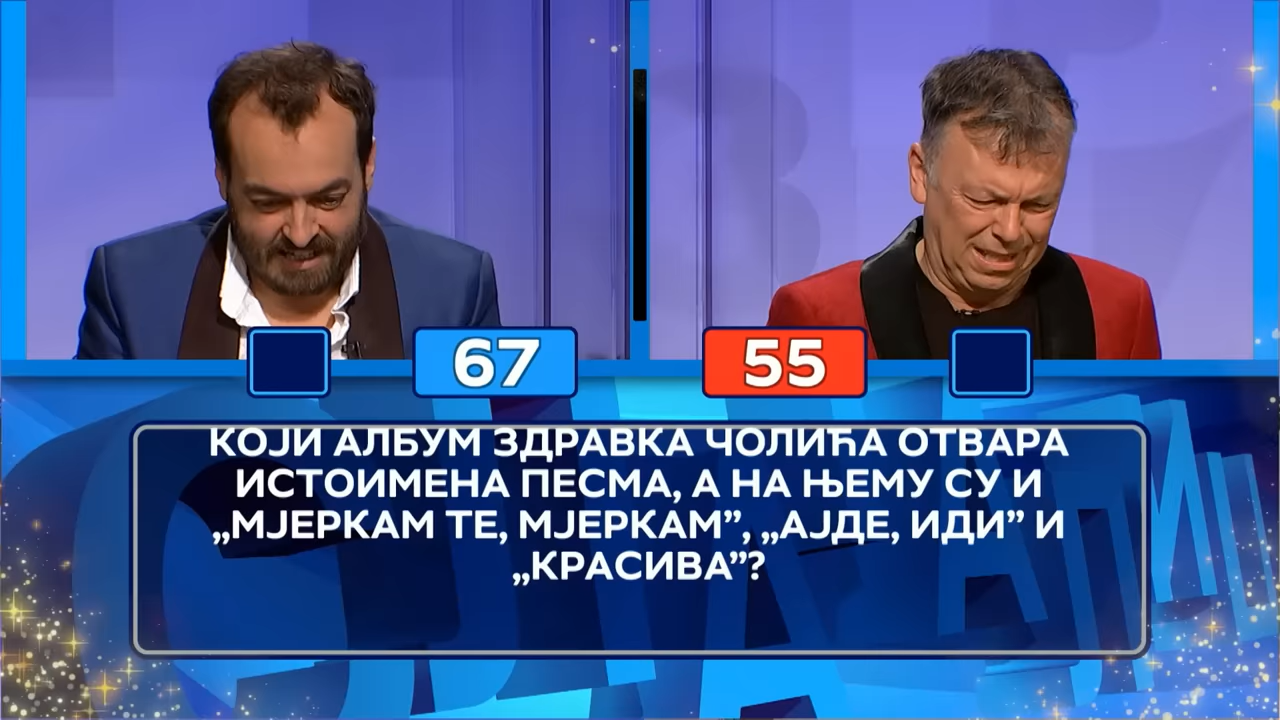 67
55
КОЈИ АЛБУМ ЗДРАВКА ЧОЛИЋА ОТВАРА
ИСТОИМЕНА ПЕСМА, А НА ЊЕМУ СУ И
„МЈЕРКАМ ТЕ, МЈЕРКАМ”, „АЈДЕ, ИДИ” И
„КРАСИВА”?